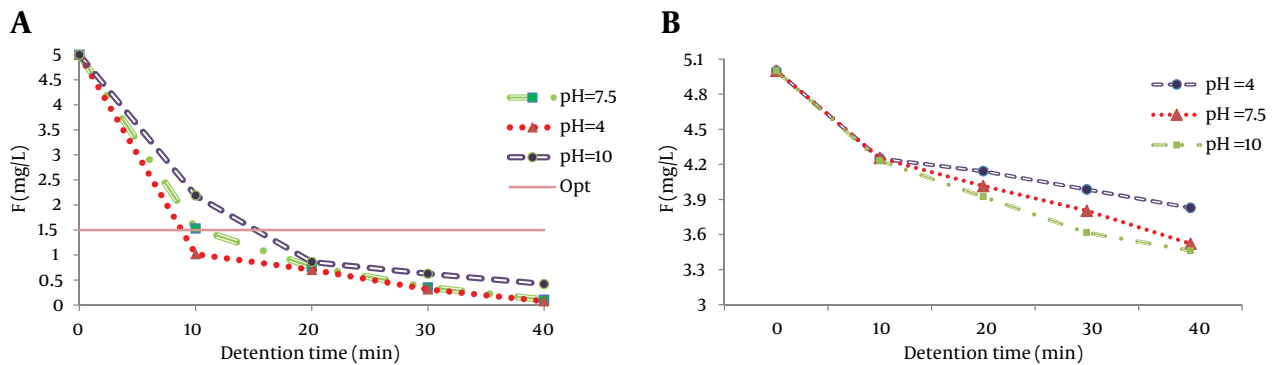 A
F (mg/L)
5
4.5
4
3.5
3
2.5
2
1.5
1
0.5
0
0 10 20 30 40
Detention time (min)
pH=7.5
pH=4
pH=10
Opt
B
F (mg/L)
5.1
4.8
4.5
4.2
3.9
3.6
3.3
3
0 10 20 30 40
Detention time (min)
pH =4
pH =7.5
pH =10